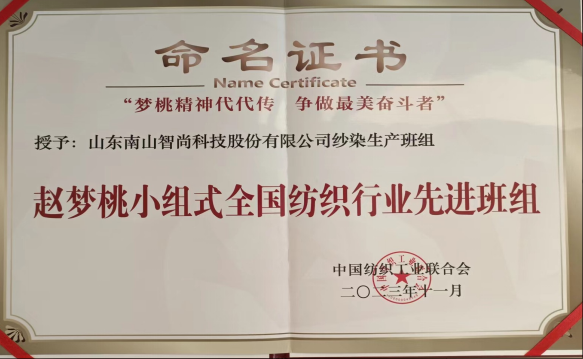 命名证书
Name Certificate
“梦桃精神代代传 争做最美奋斗者”
授予：山东南山智尚科技股份有限公司纱染生产班组
赵梦桃小组式全国纺织行业先进班组
中国纺织工业联合会
二〇二三年十一月